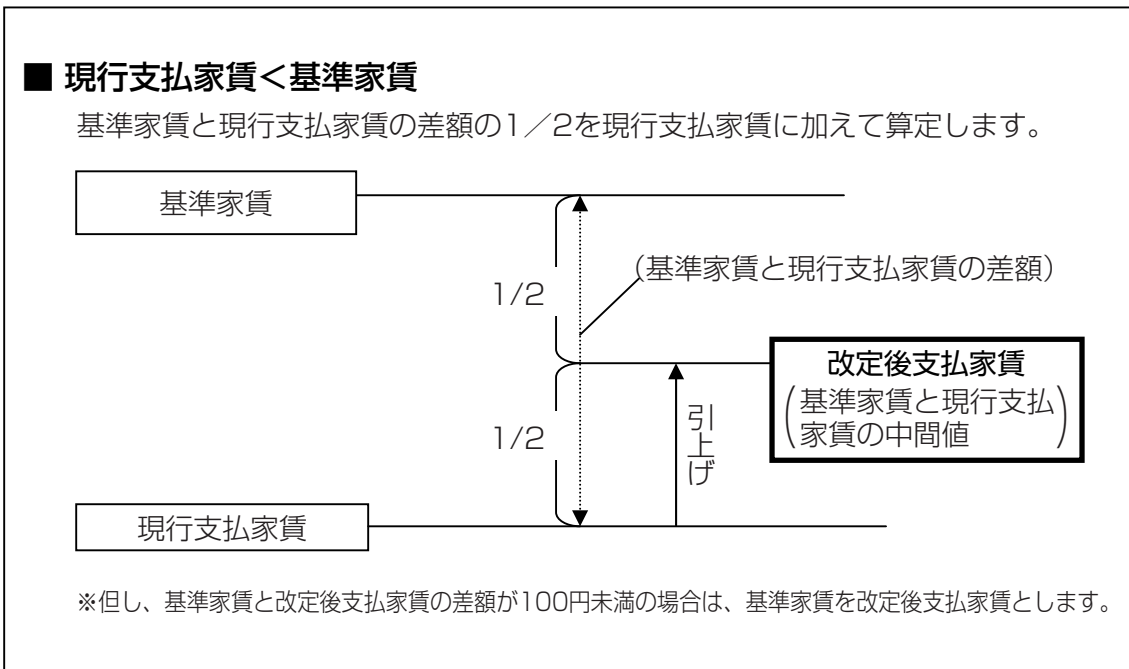 ■ 現行支払家賃＜基準家賃
基準家賃と現行支払家賃の差額の1／2を現行支払家賃に加えて算定します。
基準家賃
（基準家賃と現行支払家賃の差額）
1/2
改定後支払家賃
（基準家賃と現行支払
家賃の中間値）
引上げ
1/2
現行支払家賃
※但し、基準家賃と改定後支払家賃の差額が100円未満の場合は、基準家賃を改定後支払家賃とします。